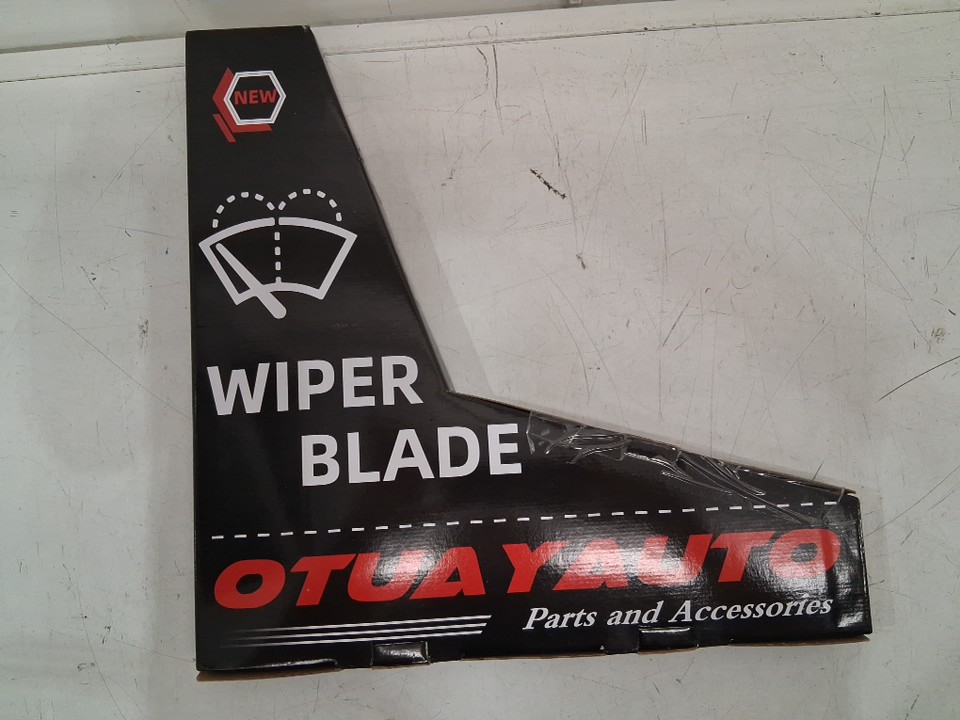 NEW
WIPER
BLADE
OTUAYAUTO
Parts and Accessories